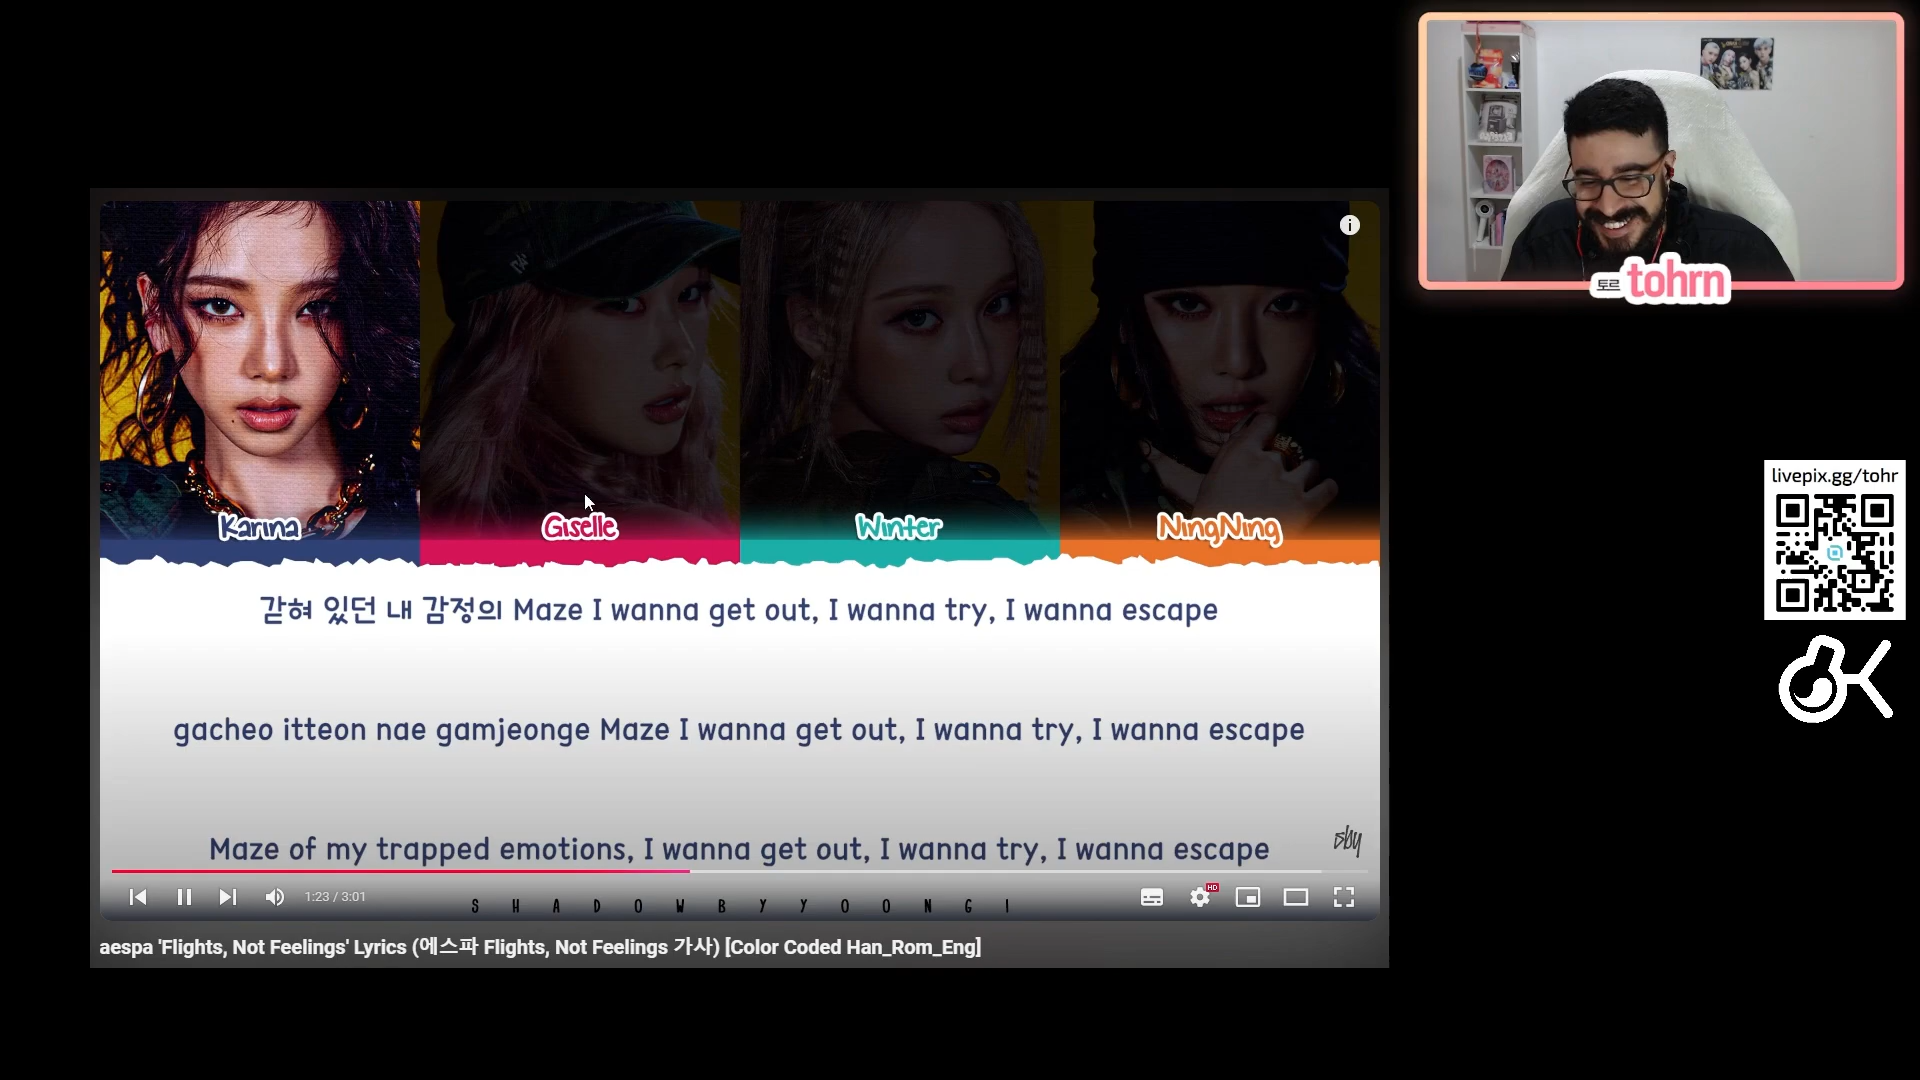 토르 tohrn
livepix.gg/tohr
Karina
Giselle
Winter
NingNing
갇혀 있던 내 감정의 Maze I wanna get out, I wanna try, I wanna escape
gacheo itteon nae gamjeonge Maze I wanna get out, I wanna try, I wanna escape
Maze of my trapped emotions, I wanna get out, I wanna try, I wanna escape
sby
HD
1:23 / 3:01
SHADOWBYYOONGI
aespa 'Flights, Not Feelings' Lyrics (에스파 Flights, Not Feelings 가사) [Color Coded Han_Rom_Eng]